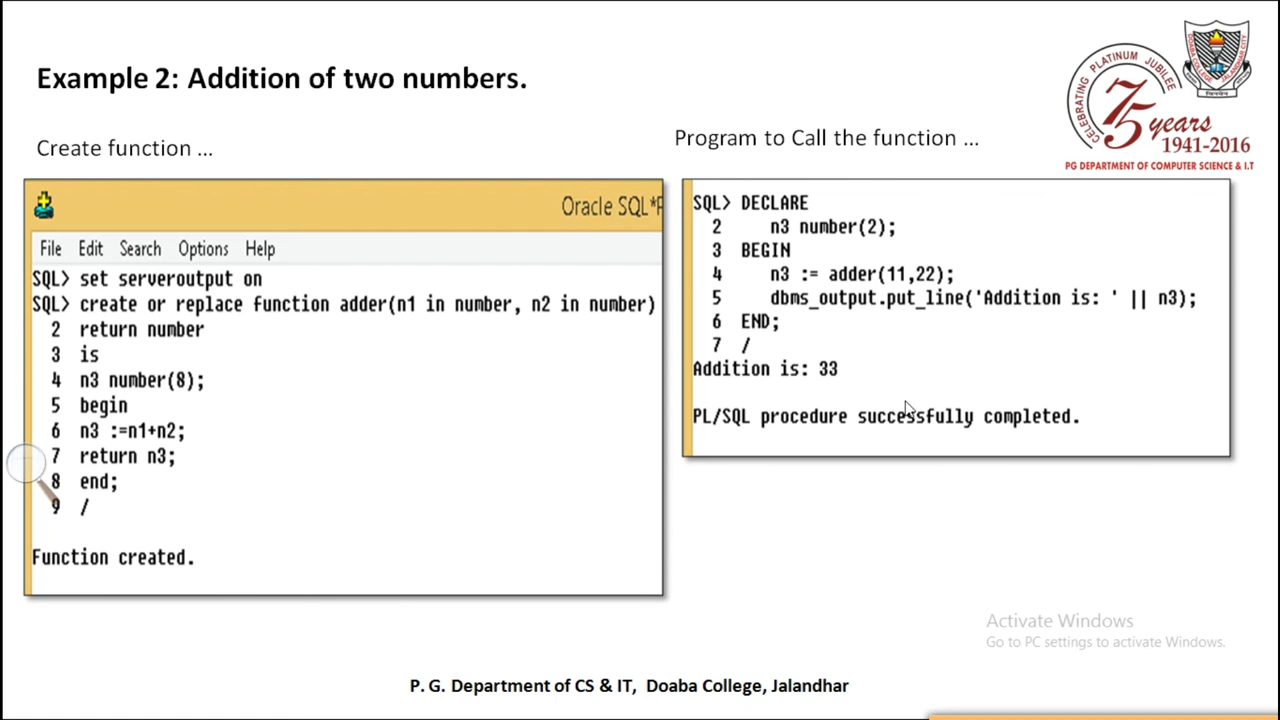 Example 2: Addition of two numbers.
CELEBRATING PLATINUM JUBILEE
75 years
1941-2016
PG DEPARTMENT OF COMPUTER SCIENCE & I.T
DOABA COLLEGE JALANDHAR CITY
Create function ...
Oracle SQL*P
File Edit Search Options Help
SQL> set serveroutput on
SQL> create or replace function adder(n1 in number, n2 in number)
2 return number
3 is
4 n3 number(8);
5 begin
6 n3 :=n1+n2;
7 return n3;
8 end;
9 /
Function created.
Program to Call the function ...
SQL> DECLARE
2 n3 number(2);
3 BEGIN
4 n3 := adder(11,22);
5 dbms_output.put_line('Addition is: ' || n3);
6 END;
7 /
Addition is: 33
PL/SQL procedure successfully completed.
Activate Windows
Go to PC settings to activate Windows.
P. G. Department of CS & IT, Doaba College, Jalandhar